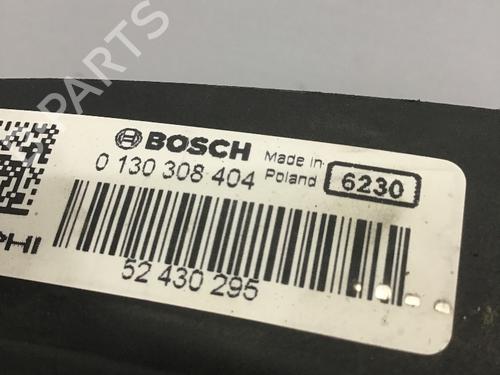 PARTS
BOSCH
0 130 308 404
Made in
Poland
6230
PHI
52 430 295